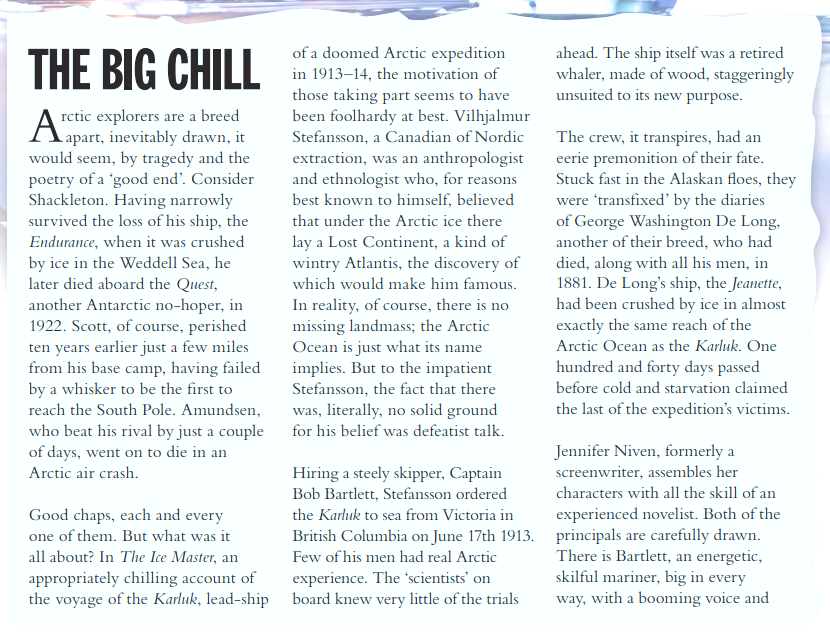 THE BIG CHILL
Arctic explorers are a breed
apart, inevitably drawn, it
would seem, by tragedy and the
poetry of a ‘good end’. Consider
Shackleton. Having narrowly
survived the loss of his ship, the
Endurance, when it was crushed
by ice in the Weddell Sea, he
later died aboard the Quest,
another Antarctic no-hoper, in
1922. Scott, of course, perished
ten years earlier just a few miles
from his base camp, having failed
by a whisker to be the first to
reach the South Pole. Amundsen,
who beat his rival by just a couple
of days, went on to die in an
Arctic air crash.
Good chaps, each and every
one of them. But what was it
all about? In The Ice Master, an
appropriately chilling account of
the voyage of the Karluk, lead-ship
of a doomed Arctic expedition
in 1913–14, the motivation of
those taking part seems to have
been foolhardy at best. Vilhjalmur
Stefansson, a Canadian of Nordic
extraction, was an anthropologist
and ethnologist who, for reasons
best known to himself, believed
that under the Arctic ice there
lay a Lost Continent, a kind of
wintry Atlantis, the discovery of
which would make him famous.
In reality, of course, there is no
missing landmass; the Arctic
Ocean is just what its name
implies. But to the impatient
Stefansson, the fact that there
was, literally, no solid ground
for his belief was defeatist talk.
Hiring a steely skipper, Captain
Bob Bartlett, Stefansson ordered
the Karluk to sea from Victoria in
British Columbia on June 17th 1913.
Few of his men had real Arctic
experience. The ‘scientists’ on
board knew very little of the trials
ahead. The ship itself was a retired
whaler, made of wood, staggeringly
unsuited to its new purpose.
The crew, it transpires, had an
eerie premonition of their fate.
Stuck fast in the Alaskan floes, they
were ‘transfixed’ by the diaries
of George Washington De Long,
another of their breed, who had
died, along with all his men, in
1881. De Long’s ship, the Jeanette,
had been crushed by ice in almost
exactly the same reach of the
Arctic Ocean as the Karluk. One
hundred and forty days passed
before cold and starvation claimed
the last of the expedition’s victims.
Jennifer Niven, formerly a
screenwriter, assembles her
characters with all the skill of an
experienced novelist. Both of the
principals are carefully drawn.
There is Bartlett, an energetic,
skilful mariner, big in every
way, with a booming voice and